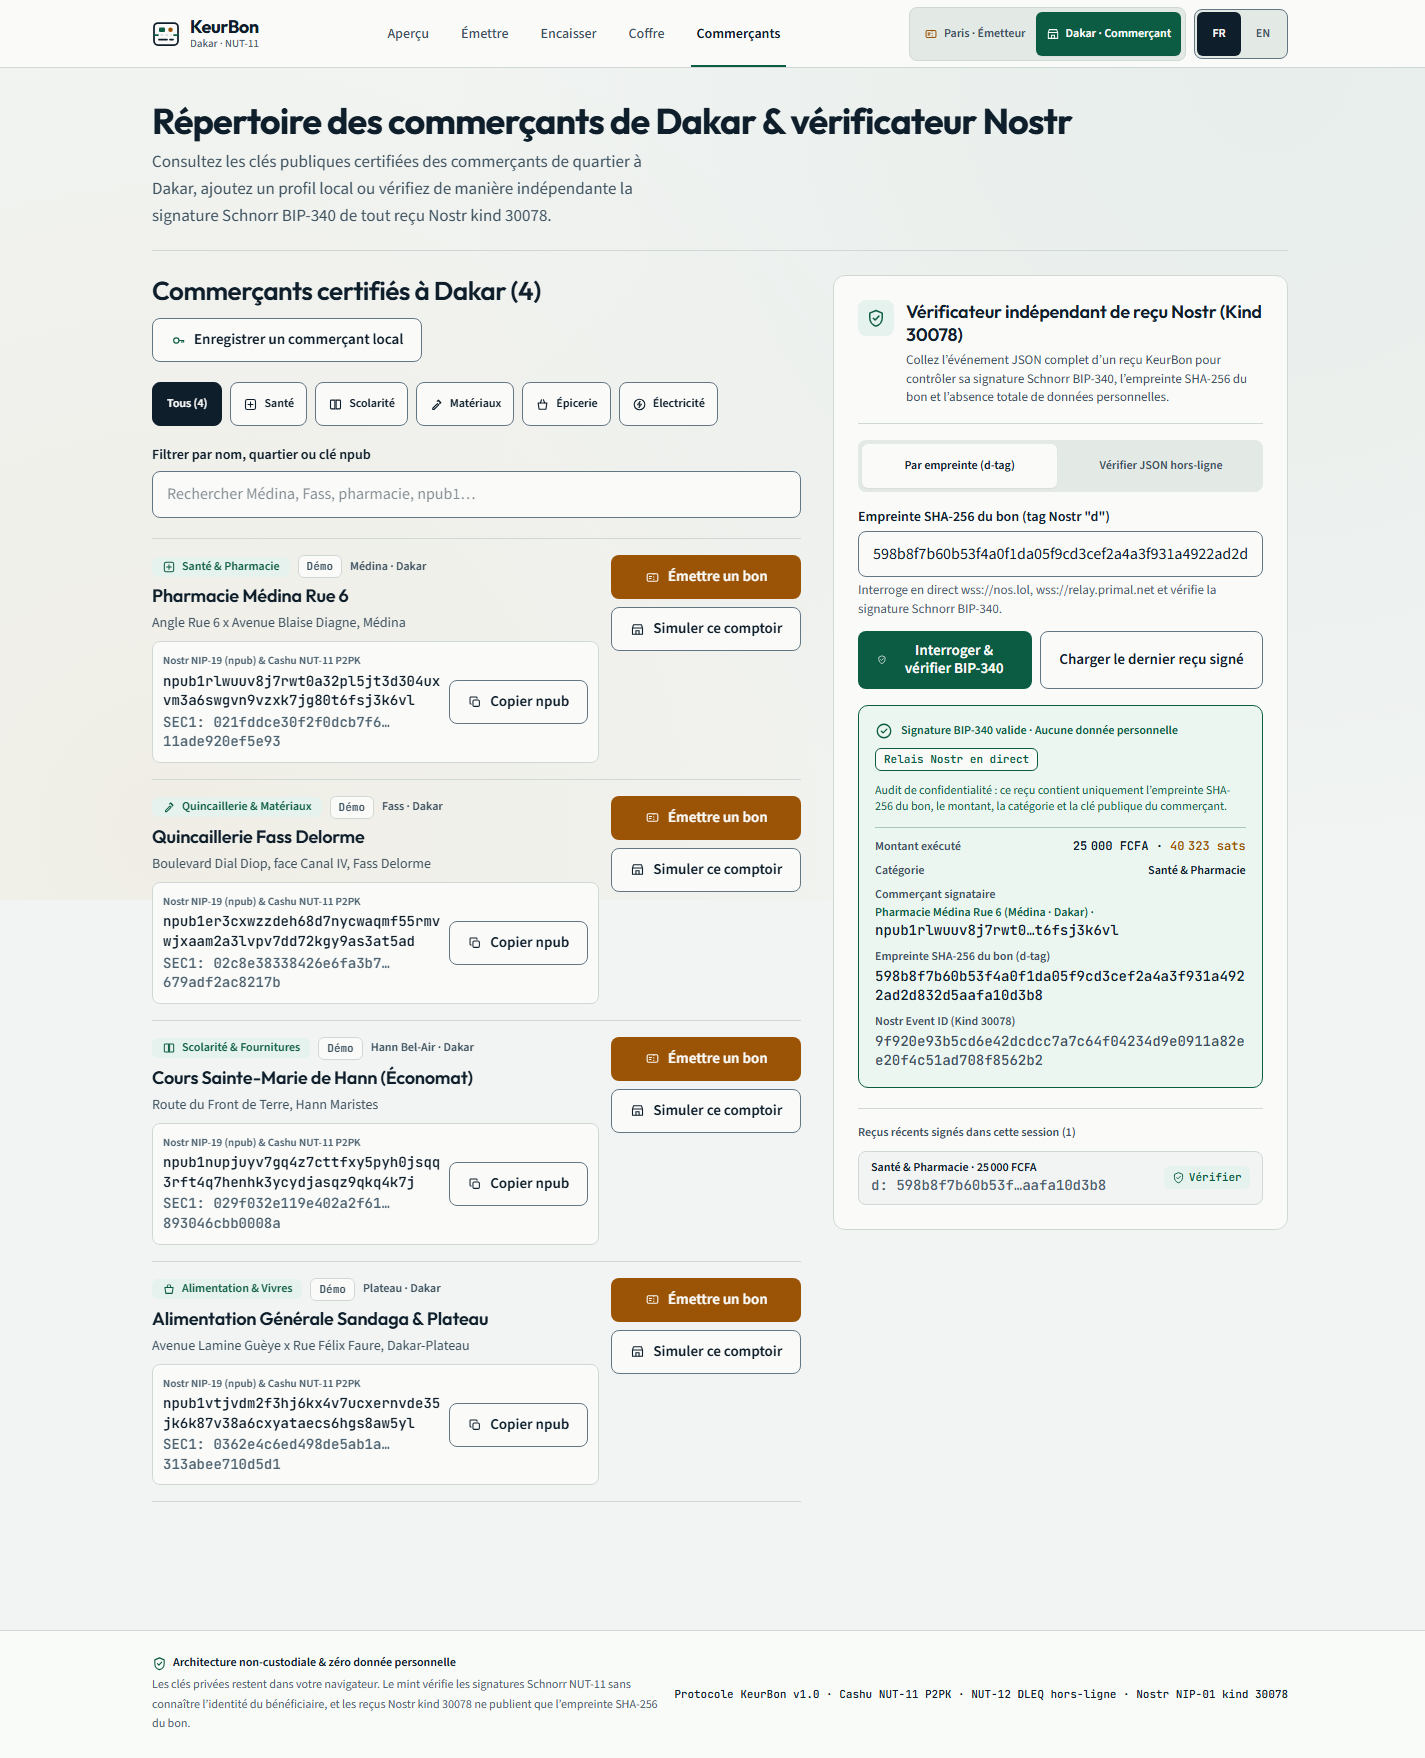 KeurBon
Dakar · NUT-11
Aperçu
Émettre
Encaisser
Coffre
Commerçants
Paris · Émetteur
Dakar · Commerçant
FR
EN
Répertoire des commerçants de Dakar & vérificateur Nostr
Consultez les clés publiques certifiées des commerçants de quartier à
Dakar, ajoutez un profil local ou vérifiez de manière indépendante la
signature Schnorr BIP-340 de tout reçu Nostr kind 30078.
Commerçants certifiés à Dakar (4)
Enregistrer un commerçant local
Tous (4)
Santé
Scolarité
Matériaux
Épicerie
Électricité
Filtrer par nom, quartier ou clé npub
Rechercher Médina, Fass, pharmacie, npub1…
Santé & Pharmacie
Démo
Médina · Dakar
Pharmacie Médina Rue 6
Angle Rue 6 x Avenue Blaise Diagne, Médina
Nostr NIP-19 (npub) & Cashu NUT-11 P2PK
npub1rlwuuv8j7rwt0a32pl5jt3d304ux
vm3a6swgvn9vzxk7jg80t6fsj3k6vl
SEC1: 021fddce30f2f0dcb7f6…
11ade920ef5e93
Copier npub
Émettre un bon
Simuler ce comptoir
Quincaillerie & Matériaux
Démo
Fass · Dakar
Quincaillerie Fass Delorme
Boulevard Dial Diop, face Canal IV, Fass Delorme
Nostr NIP-19 (npub) & Cashu NUT-11 P2PK
npub1er3cxwzzdeh68d7nycwaqmf55rmv
wjxaam2a3lvpv7dd72kgy9as3at5ad
SEC1: 02c8e38338426e6fa3b7…
679adf2ac8217b
Copier npub
Émettre un bon
Simuler ce comptoir
Scolarité & Fournitures
Démo
Hann Bel-Air · Dakar
Cours Sainte-Marie de Hann (Économat)
Route du Front de Terre, Hann Maristes
Nostr NIP-19 (npub) & Cashu NUT-11 P2PK
npub1nupjuyv7gq4z7cttfxy5pyh0jsqq
3rft4q7henhk3ycydjasqz9qkq4k7j
SEC1: 029f032e119e402a2f61…
893046cbb0008a
Copier npub
Émettre un bon
Simuler ce comptoir
Alimentation & Vivres
Démo
Plateau · Dakar
Alimentation Générale Sandaga & Plateau
Avenue Lamine Guèye x Rue Félix Faure, Dakar-Plateau
Nostr NIP-19 (npub) & Cashu NUT-11 P2PK
npub1vtjvdm2f3hj6kx4v7ucxernvde35
jk6k87v38a6cxyataecs6hgs8aw5yl
SEC1: 0362e4c6ed498de5ab1a…
313abee710d5d1
Copier npub
Émettre un bon
Simuler ce comptoir
Vérificateur indépendant de reçu Nostr (Kind
30078)
Collez l’événement JSON complet d’un reçu KeurBon pour
contrôler sa signature Schnorr BIP-340, l’empreinte SHA-256 du
bon et l’absence totale de données personnelles.
Par empreinte (d-tag)
Vérifier JSON hors-ligne
Empreinte SHA-256 du bon (tag Nostr "d")
598b8f7b60b53f4a0f1da05f9cd3cef2a4a3f931a4922ad2d
Interroge en direct wss://nos.lol, wss://relay.primal.net et vérifie la
signature Schnorr BIP-340.
Interroger &
vérifier BIP-340
Charger le dernier reçu signé
Signature BIP-340 valide · Aucune donnée personnelle
Relais Nostr en direct
Audit de confidentialité : ce reçu contient uniquement l’empreinte SHA-
256 du bon, le montant, la catégorie et la clé publique du commerçant.
Montant exécuté
25 000 FCFA · 40 323 sats
Catégorie
Santé & Pharmacie
Commerçant signataire
Pharmacie Médina Rue 6 (Médina · Dakar) ·
npub1rlwuuv8j7rwt0…t6fsj3k6vl
Empreinte SHA-256 du bon (d-tag)
598b8f7b60b53f4a0f1da05f9cd3cef2a4a3f931a492
2ad2d832d5aafa10d3b8
Nostr Event ID (Kind 30078)
9f920e93b5cd6e42dcdcc7a7c64f04234d9e0911a82e
e20f4c51ad708f8562b2
Reçus récents signés dans cette session (1)
Santé & Pharmacie · 25 000 FCFA
d: 598b8f7b60b53f…aafa10d3b8
Vérifier
Architecture non-custodiale & zéro donnée personnelle
Les clés privées restent dans votre navigateur. Le mint vérifie les signatures Schnorr NUT-11 sans
connaître l’identité du bénéficiaire, et les reçus Nostr kind 30078 ne publient que l’empreinte SHA-256
du bon.
Protocole KeurBon v1.0 · Cashu NUT-11 P2PK · NUT-12 DLEQ hors-ligne · Nostr NIP-01 kind 30078